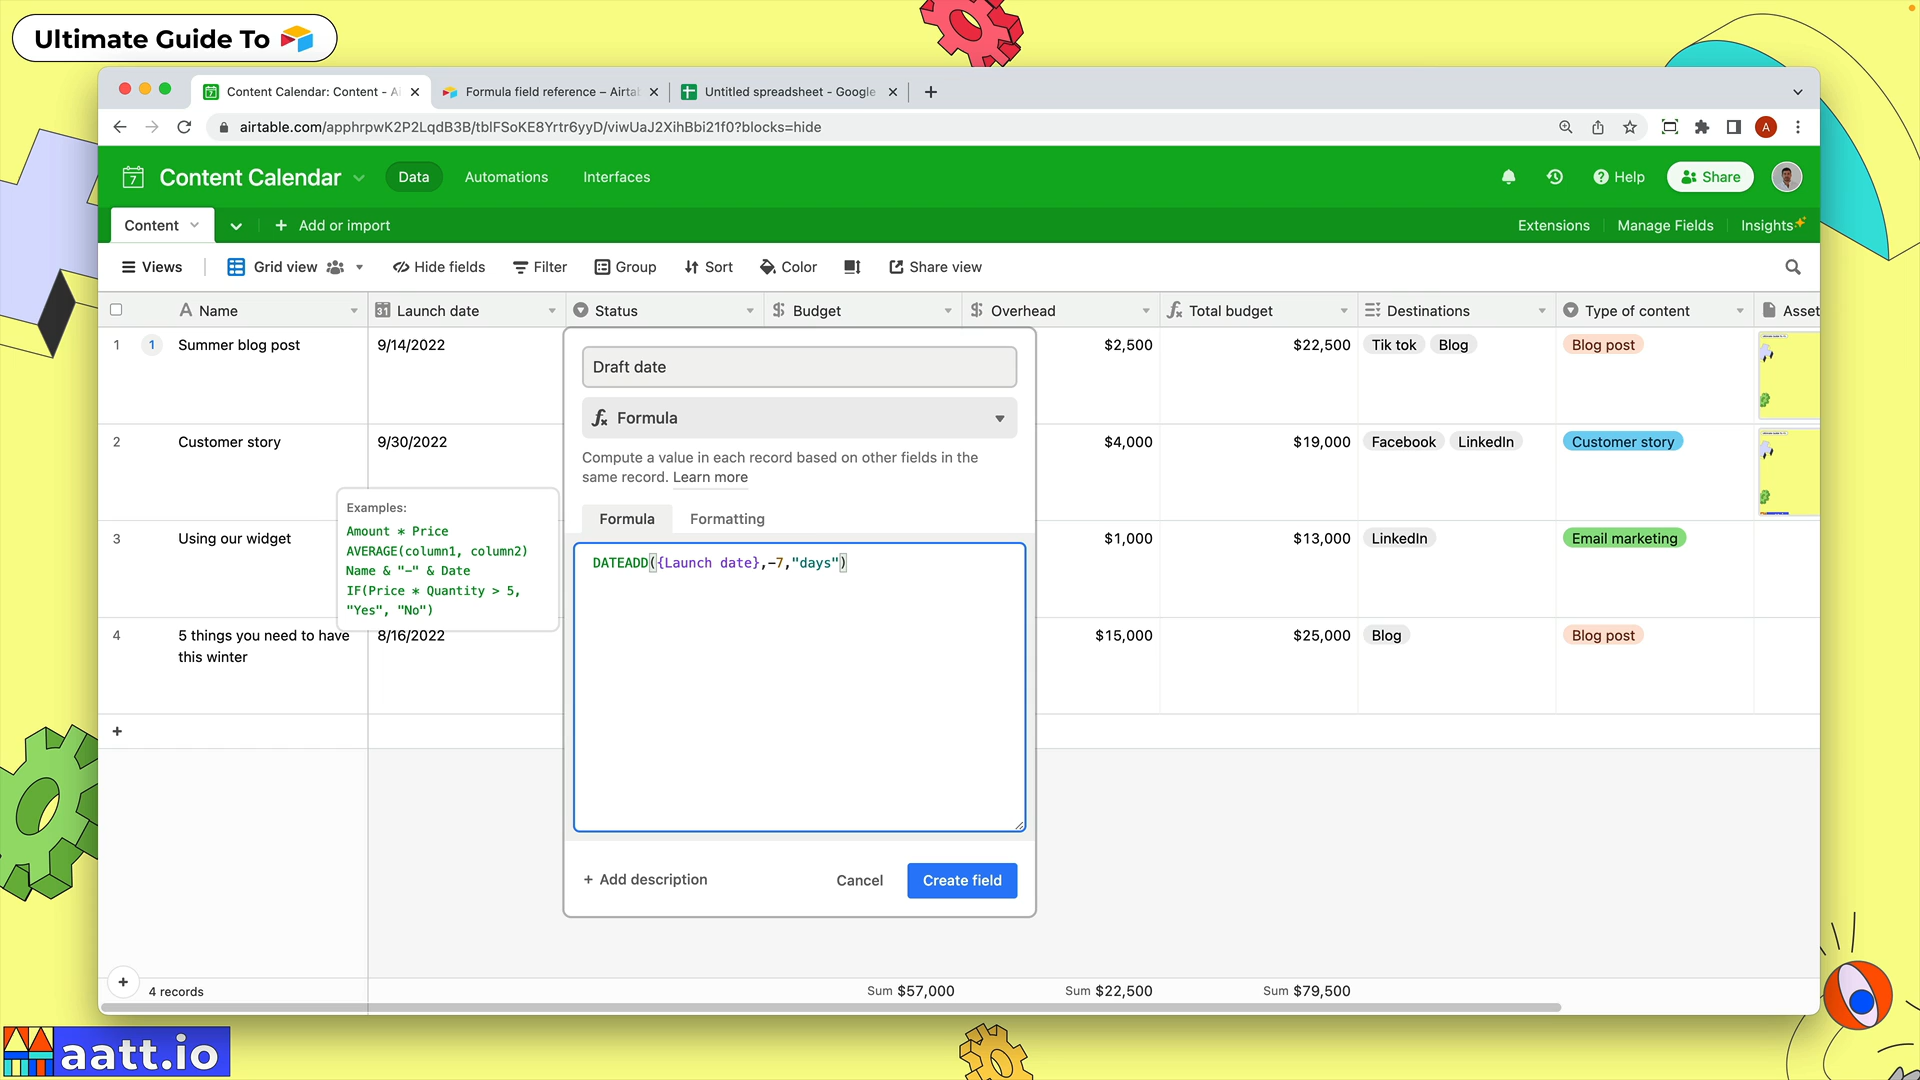 Ultimate Guide To
Content Calendar: Content - Ai
Formula field reference – Airtab
Untitled spreadsheet - Google
airtable.com/apphrpwK2P2LqdB3B/tblFSoKE8Yrtr6yyD/viwUaJ2XihBbi21f0?blocks=hide
A
7
Content Calendar
Data
Automations
Interfaces
Help
Share
Content
Add or import
Extensions
Manage Fields
Insights
Views
Grid view
Hide fields
Filter
Group
Sort
Color
Share view
Name
31 Launch date
Status
Budget
Overhead
Total budget
Destinations
Type of content
Asset
1 1 Summer blog post 9/14/2022 $2,500 $22,500 Tik tok Blog Blog post
2 Customer story 9/30/2022 $4,000 $19,000 Facebook LinkedIn Customer story
3 Using our widget $1,000 $13,000 LinkedIn Email marketing
4 5 things you need to have
this winter
8/16/2022 $15,000 $25,000 Blog Blog post
Draft date
Formula
Compute a value in each record based on other fields in the
same record. Learn more
Formula Formatting
Examples:
Amount * Price
AVERAGE(column1, column2)
Name & "-" & Date
IF(Price * Quantity > 5,
"Yes", "No")
DATEADD({Launch date},-7,"days")
+ Add description
Cancel
Create field
4 records
Sum $57,000
Sum $22,500
Sum $79,500
aatt.io